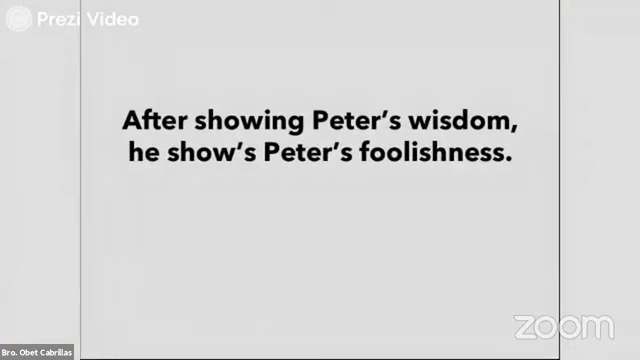 Prezi Video
After showing Peter's wisdom,
he show's Peter's foolishness.
zoom
Bro. Obet Cabrillas